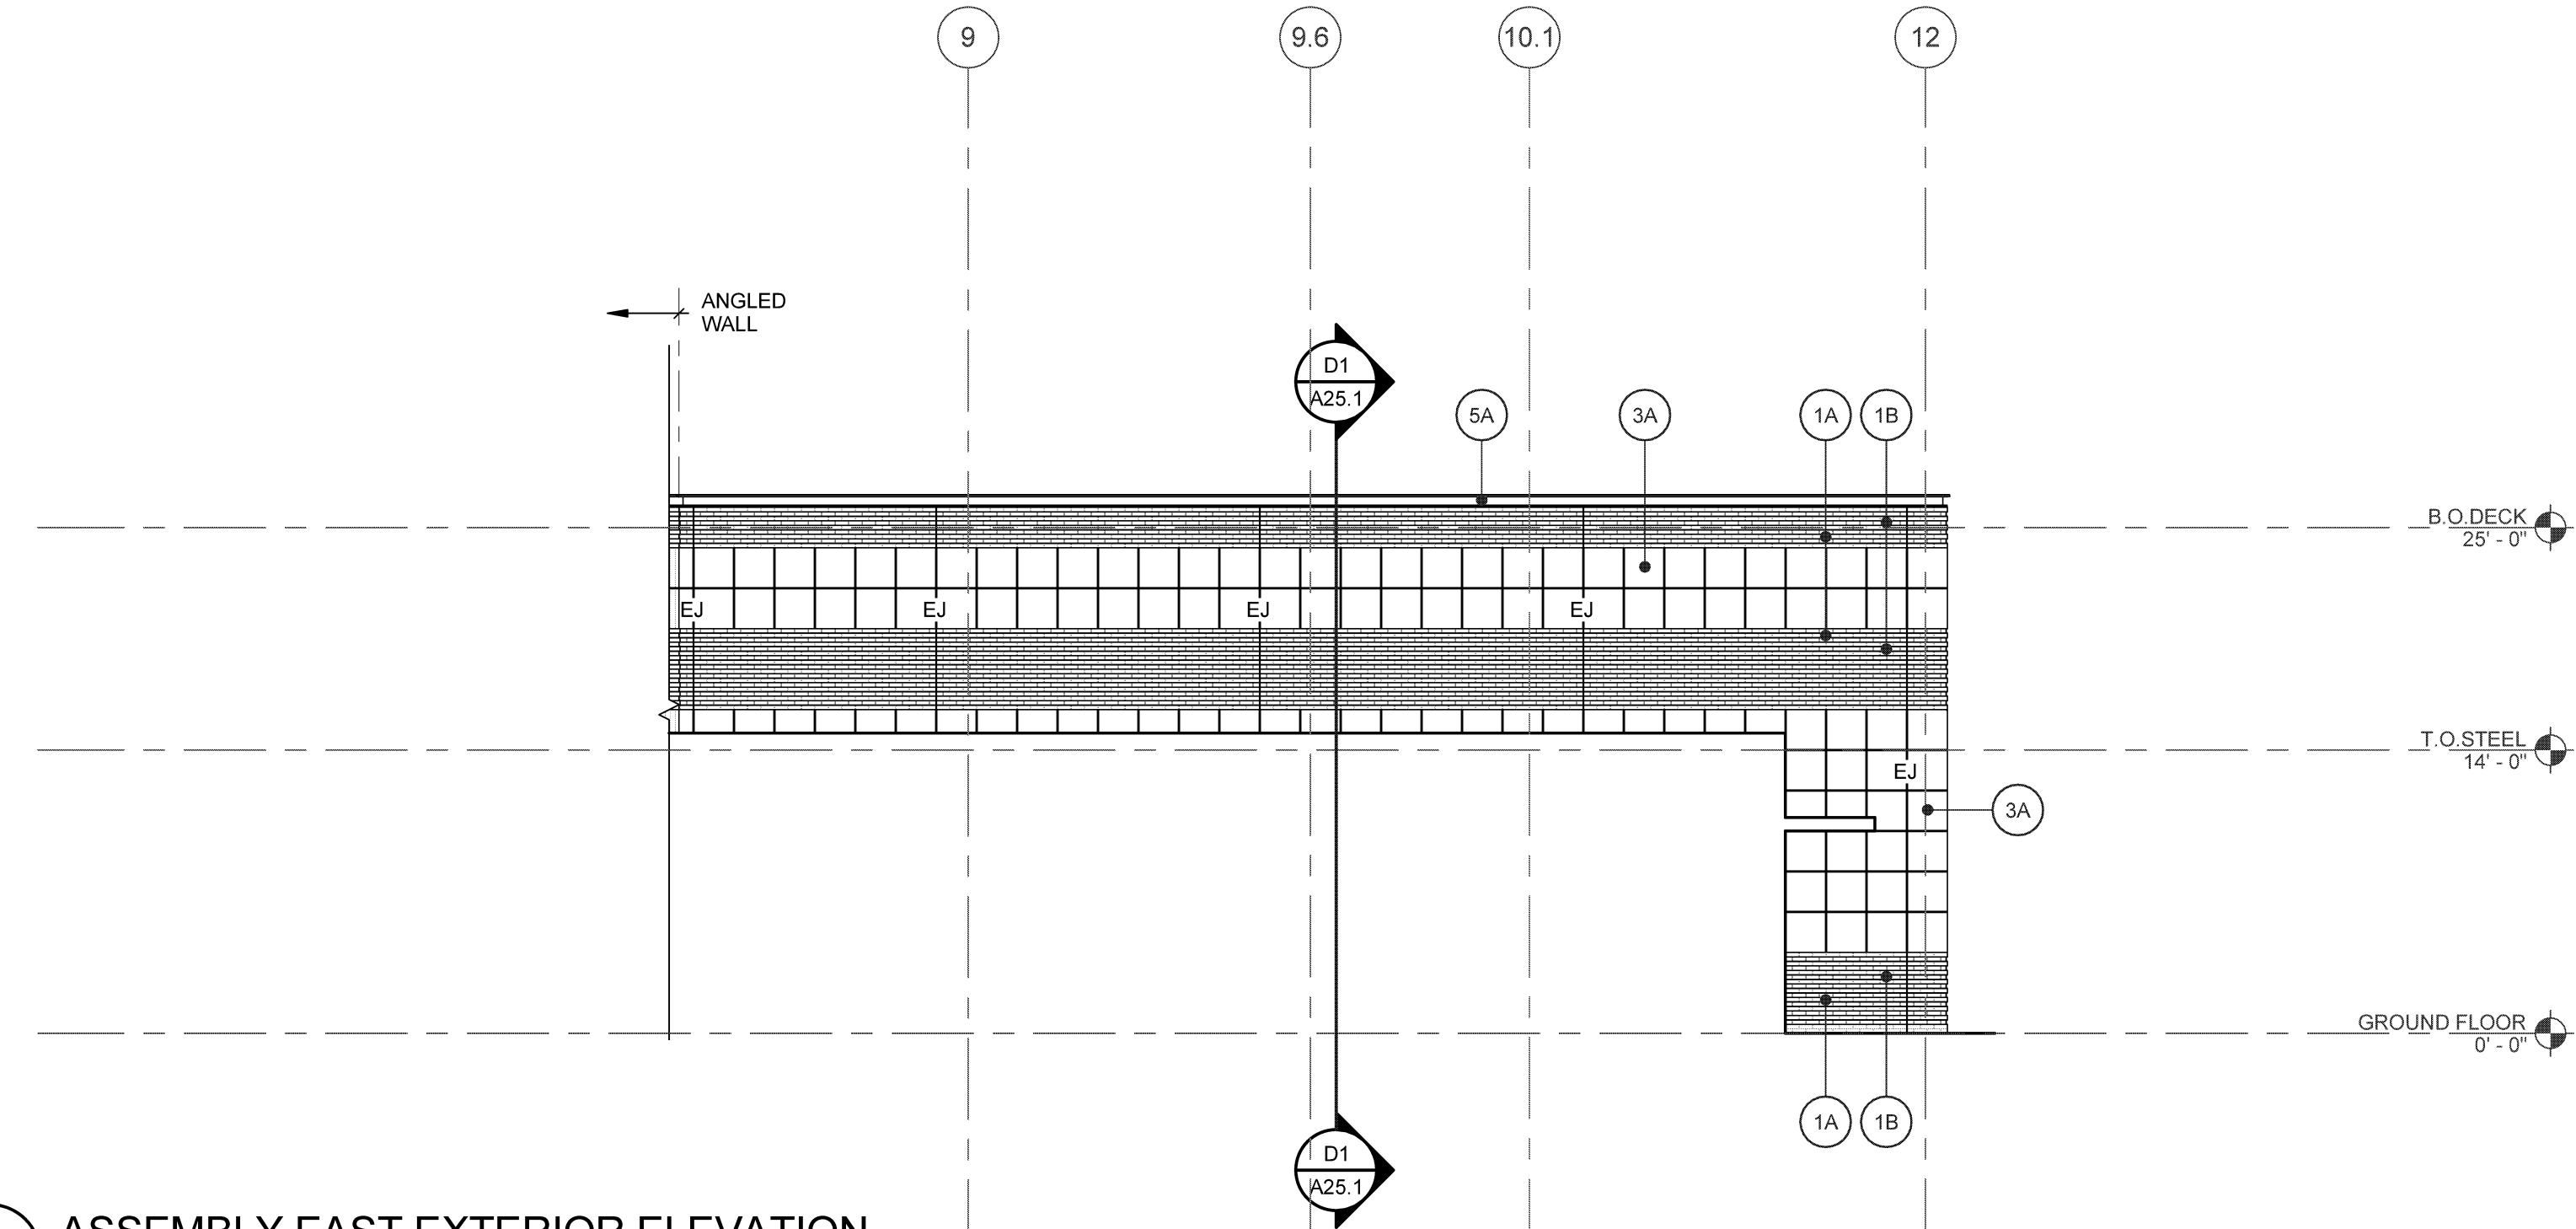 9
9.6
10.1
12
ANGLED
WALL
D1
A25.1
5A
3A
1A
1B
B.O.DECK
25' - 0"
EJ
EJ
EJ
EJ
T.O.STEEL
14' - 0"
EJ
3A
GROUND FLOOR
0' - 0"
1A
1B
D1
A25.1
ASSEMBLY EAST EXTERIOR ELEVATION